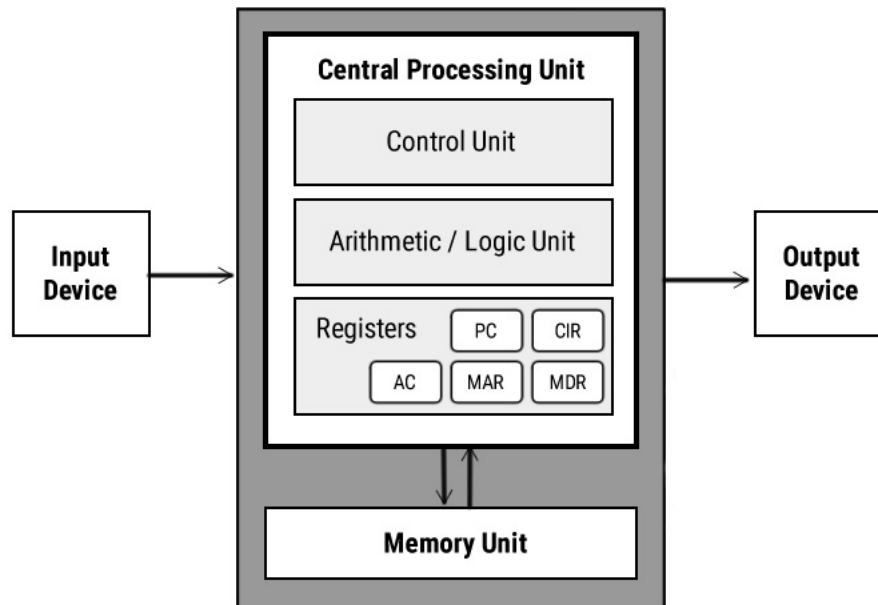 Central Processing Unit
Control Unit
Arithmetic / Logic Unit
Input
Device
Output
Device
Registers
PC
CIR
AC
MAR
MDR
Memory Unit